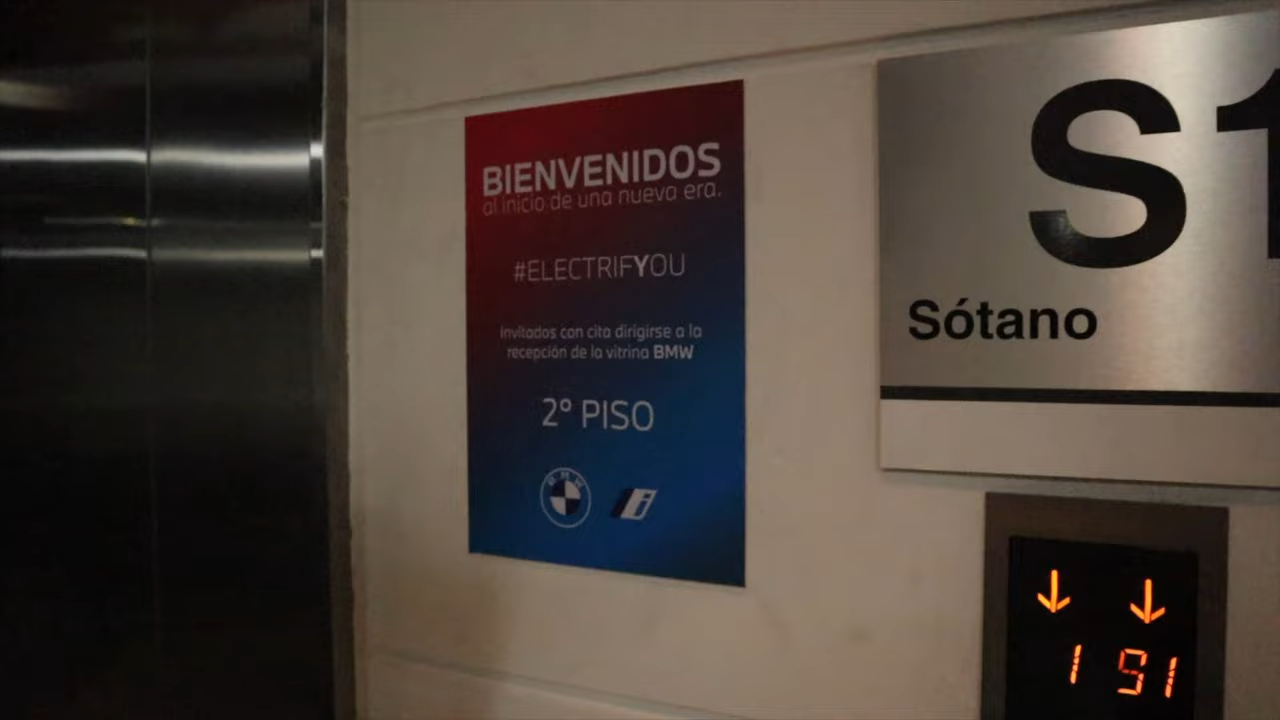 BIENVENIDOS
al inicio de una nueva era.
#ELECTRIFYOU
Invitados con cita dirigirse a la
recepción de la vitrina BMW
2º PISO
BMW
i
S1
Sótano
↓ ↓
1 S1